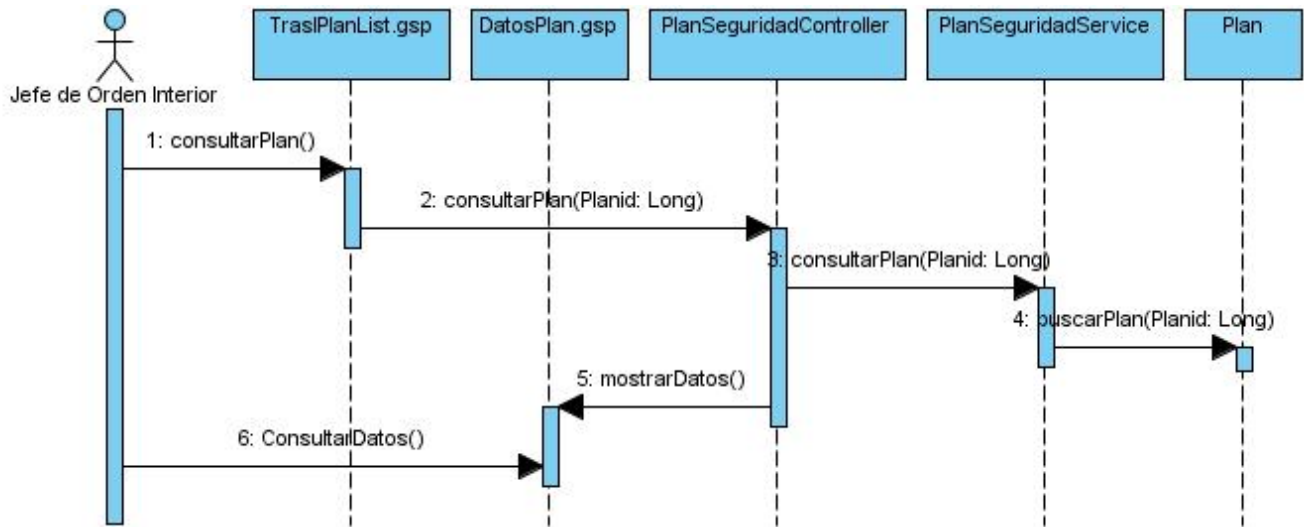 TraslPlanList.gsp
DatosPlan.gsp
PlanSeguridadController
PlanSeguridadService
Plan
Jefe de Orden Interior
1: consultarPlan()
2: consultarPlan(Planid: Long)
3: consultarPlan(Planid: Long)
4: buscarPlan(Planid: Long)
5: mostrarDatos()
6: ConsultarDatos()